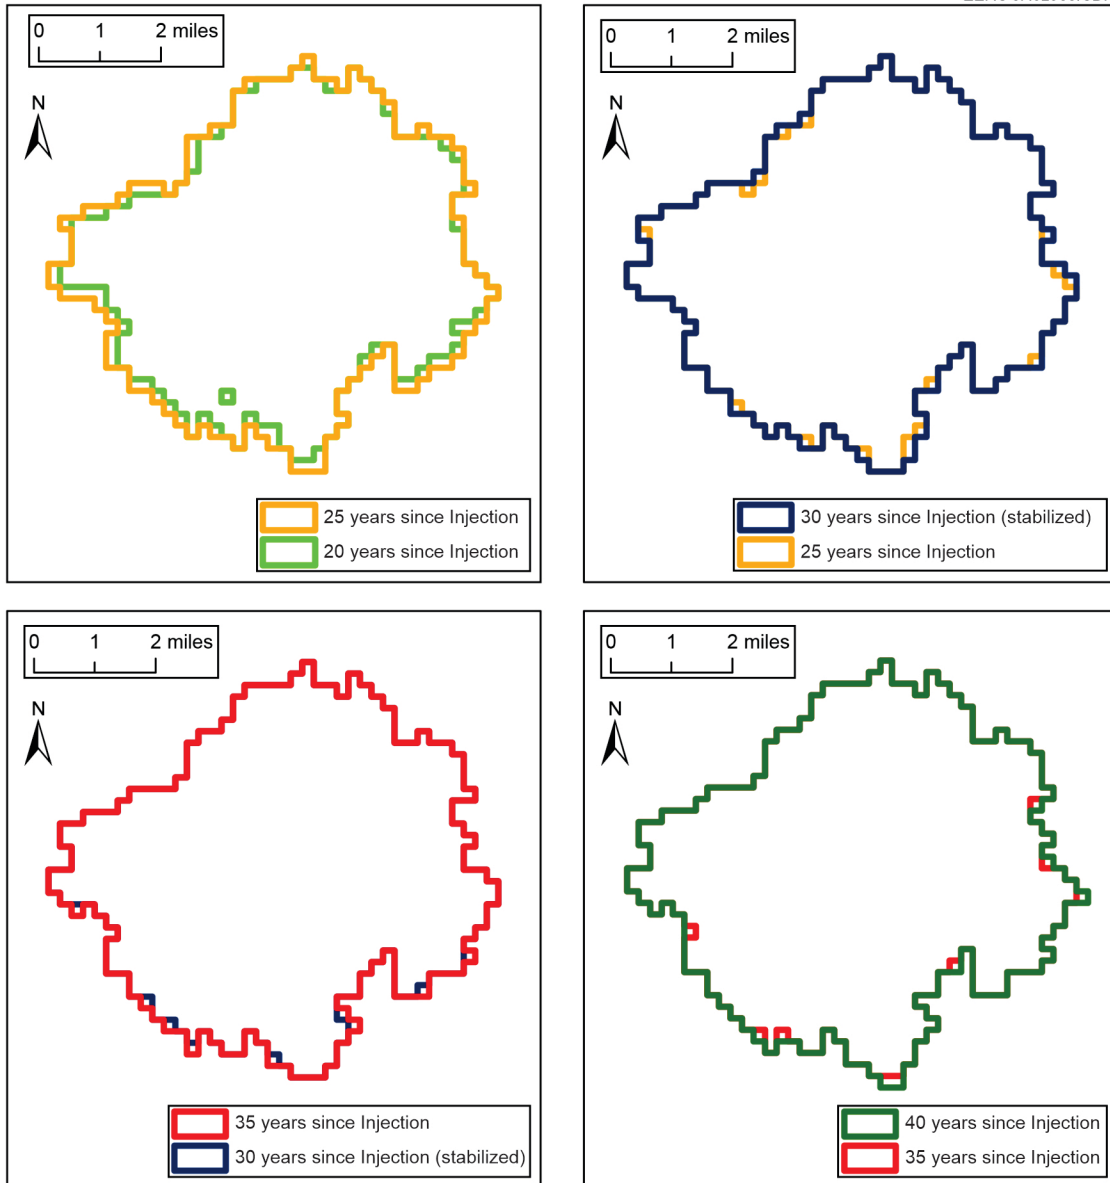 0 1 2 miles
N
25 years since Injection
20 years since Injection
0 1 2 miles
N
30 years since Injection (stabilized)
25 years since Injection
0 1 2 miles
N
35 years since Injection
30 years since Injection (stabilized)
0 1 2 miles
N
40 years since Injection
35 years since Injection